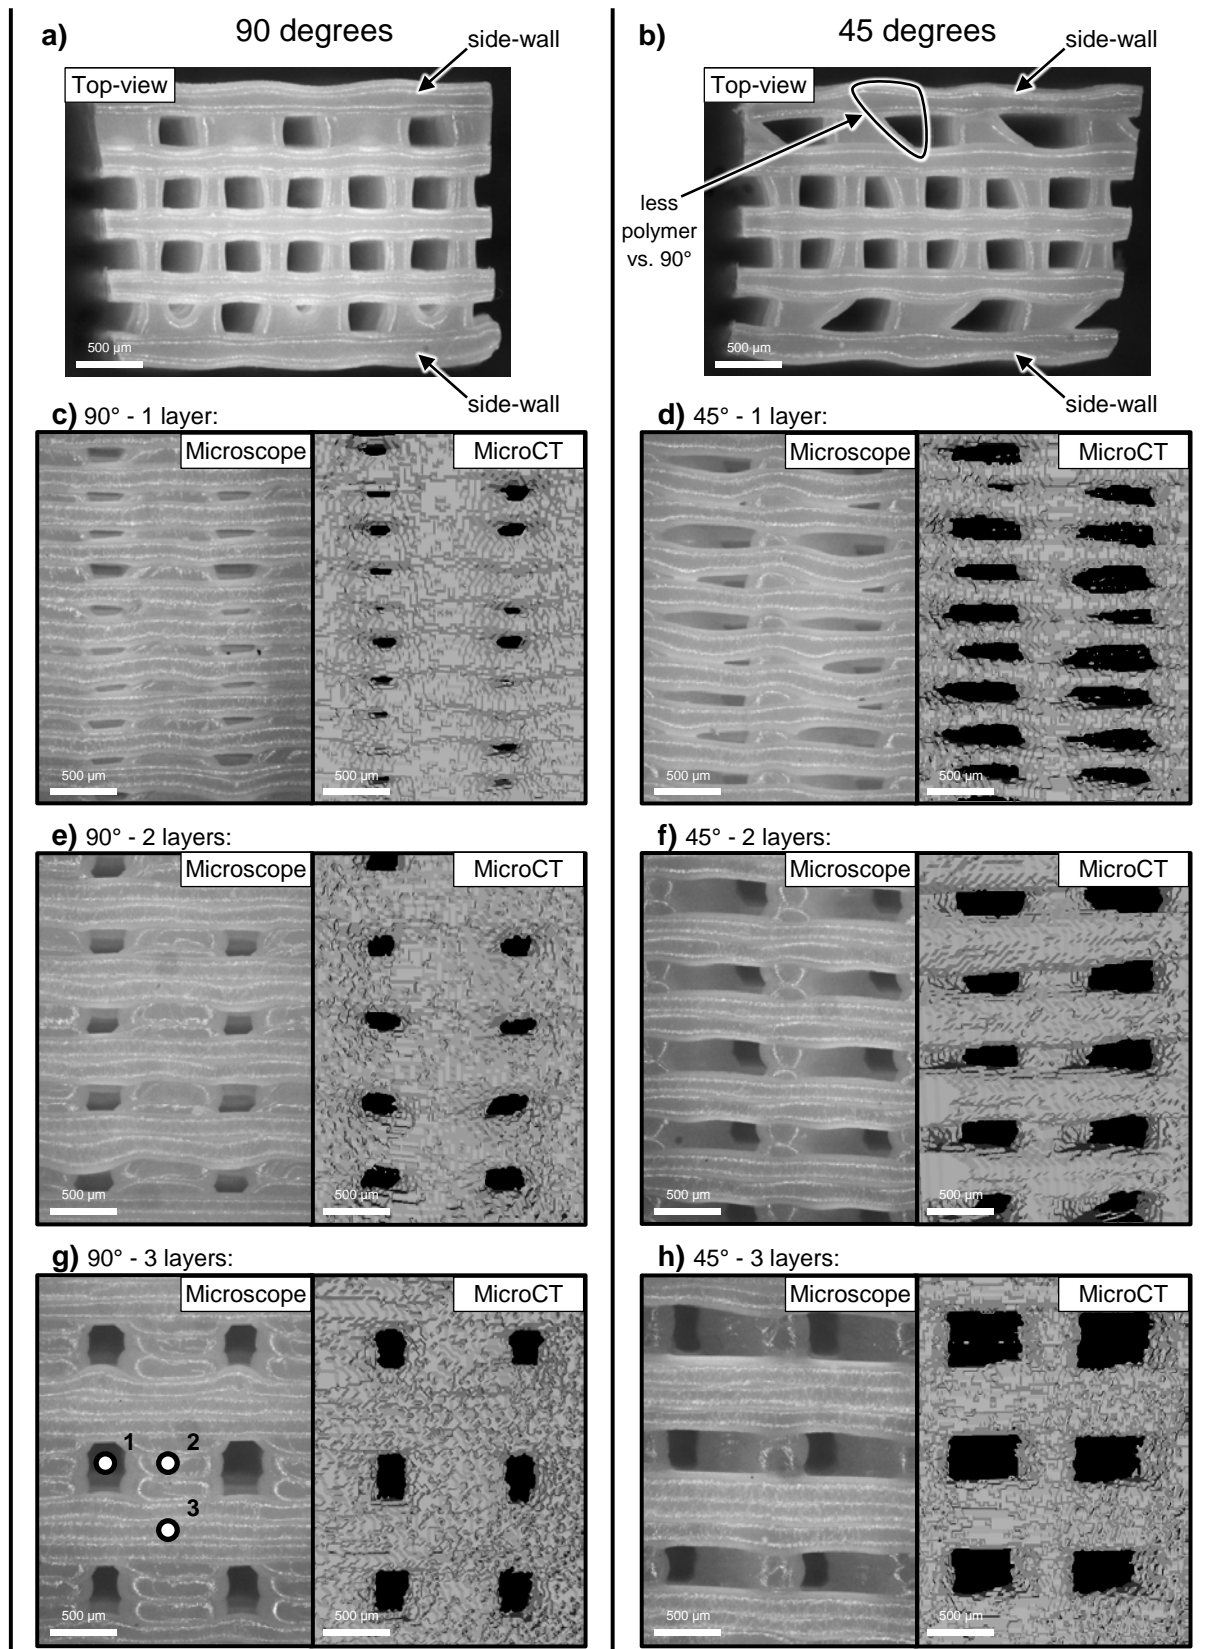 a)
90 degrees
side-wall
Top-view
500 µm
side-wall
b)
45 degrees
side-wall
Top-view
less
polymer
vs. 90°
500 µm
side-wall
c) 90° - 1 layer:
Microscope
MicroCT
500 µm
500 µm
d) 45° - 1 layer:
Microscope
MicroCT
500 µm
500 µm
e) 90° - 2 layers:
Microscope
MicroCT
500 µm
500 µm
f) 45° - 2 layers:
Microscope
MicroCT
500 µm
500 µm
g) 90° - 3 layers:
Microscope
MicroCT
1
2
3
500 µm
500 µm
h) 45° - 3 layers:
Microscope
MicroCT
500 µm
500 µm